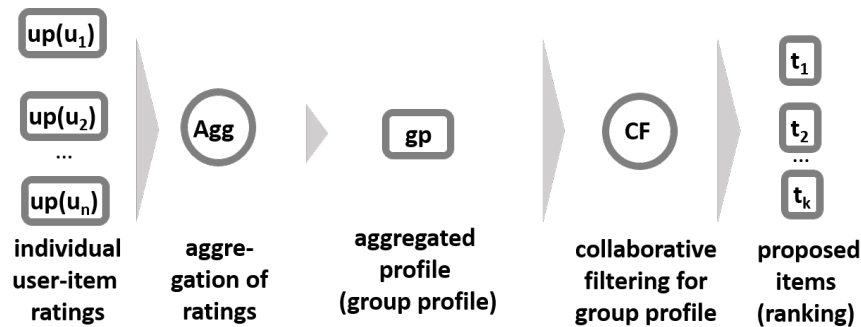 up(u₁)
up(u₂)
...
up(uₙ)
individual
user-item
ratings
Agg
aggre-
gation of
ratings
gp
aggregated
profile
(group profile)
CF
collaborative
filtering for
group profile
t₁
t₂
...
tₖ
proposed
items
(ranking)